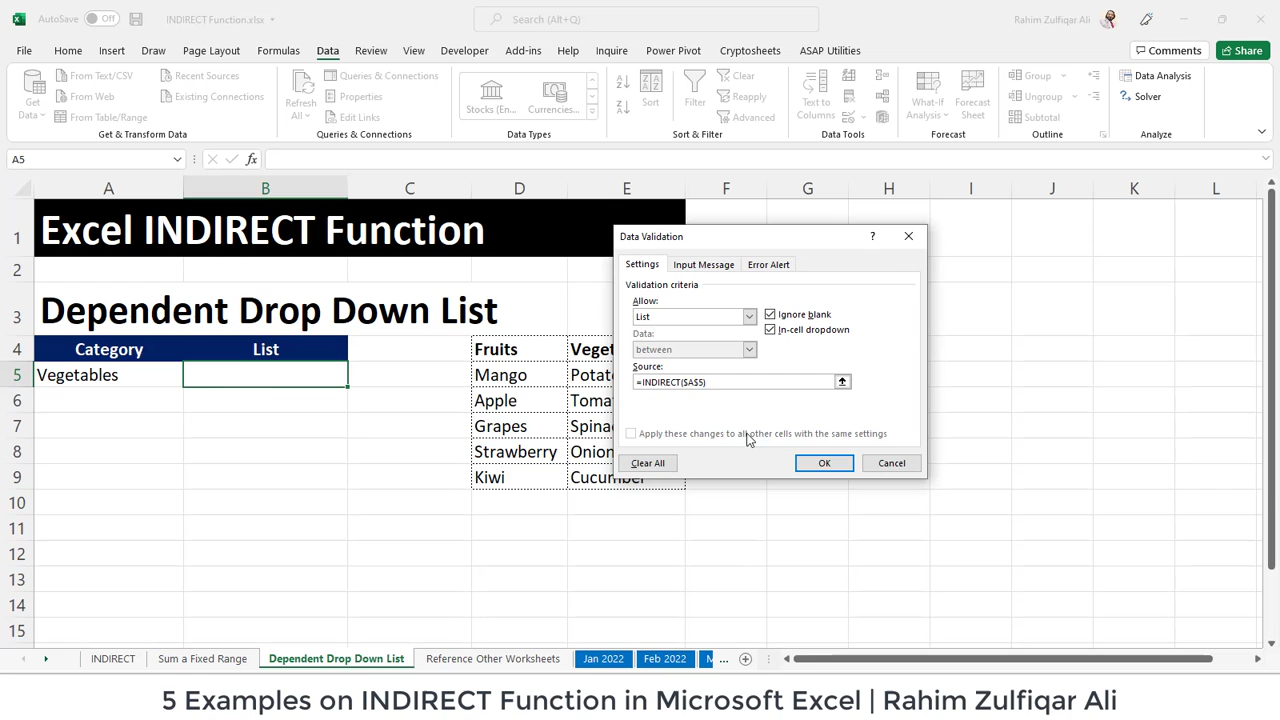 AutoSave Off INDIRECT Function.xlsx Search (Alt+Q) Rahim Zulfiqar Ali
File Home Insert Draw Page Layout Formulas Data Review View Developer Add-ins Help Inquire Power Pivot Cryptosheets ASAP Utilities Comments Share
Get Data
From Text/CSV
From Web
From Table/Range
Recent Sources
Existing Connections
Get & Transform Data
Refresh All
Queries & Connections
Properties
Edit Links
Queries & Connections
Stocks (En...
Currencies...
Data Types
Sort
Filter
Clear
Reapply
Advanced
Sort & Filter
Text to Columns
Data Tools
What-If Analysis
Forecast Sheet
Forecast
Group
Ungroup
Subtotal
Outline
Data Analysis
Solver
Analyze
A5 fx
A B C D E F G H I J K L
1 Excel INDIRECT Function
2
3 Dependent Drop Down List
4 Category List Fruits Veget
5 Vegetables Mango Potat
6 Apple Toma
7 Grapes Spina
8 Strawberry Onion
9 Kiwi Cucumber
10
11
12
13
14
15
Data Validation ?
Settings Input Message Error Alert
Validation criteria
Allow:
List
Ignore blank
In-cell dropdown
Data:
between
Source:
=INDIRECT($A$5)
Apply these changes to all other cells with the same settings
Clear All OK Cancel
INDIRECT Sum a Fixed Range Dependent Drop Down List Reference Other Worksheets Jan 2022 Feb 2022 M ...
5 Examples on INDIRECT Function in Microsoft Excel | Rahim Zulfiqar Ali